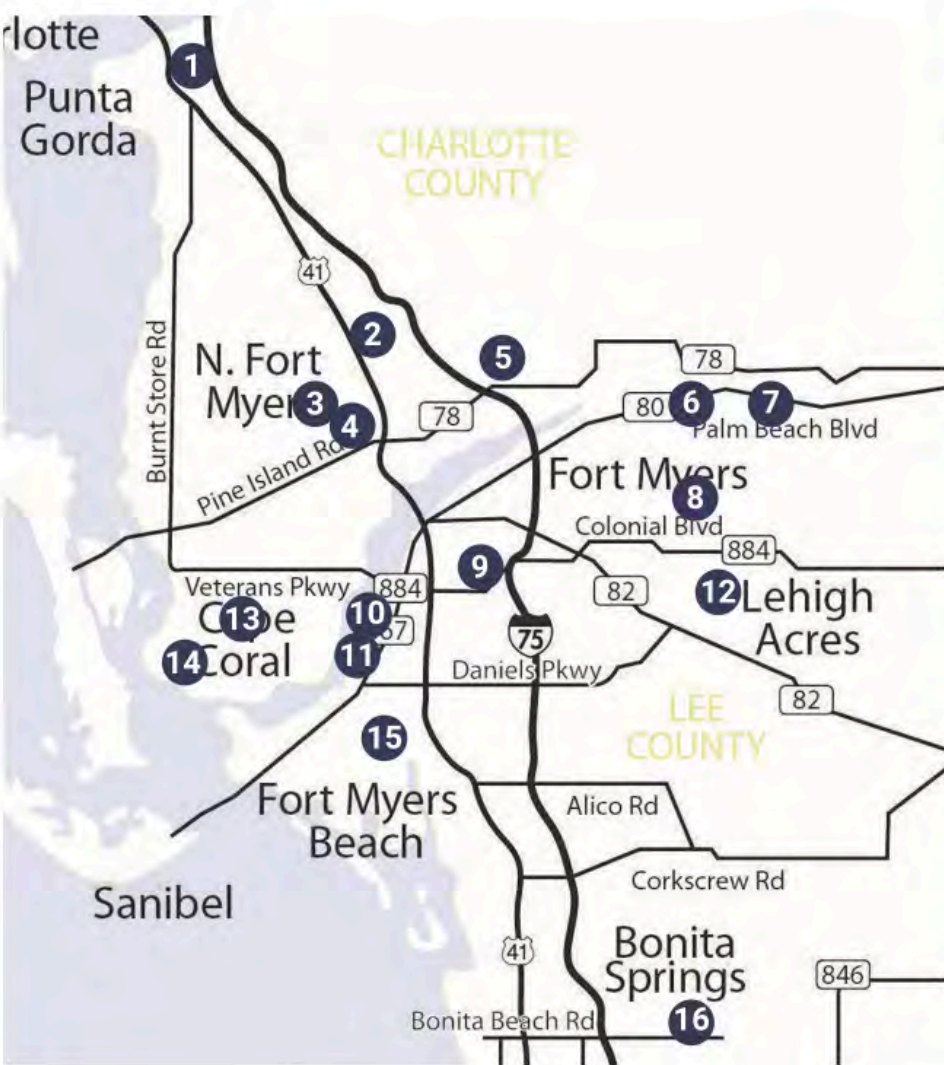 rlotte
1
Punta
Gorda
CHARLOTTE
COUNTY
41
2
Burnt Store Rd
N. Fort
Myer
3
4
5
78
78
80
6
7
Palm Beach Blvd
Pine Island Rd
Fort Myers
8
Colonial Blvd
884
9
Veterans Pkwy
884
82
12
Lehigh
Acres
10
67
13
C pe
Coral
14
11
75
Daniels Pkwy
82
LEE
COUNTY
15
Fort Myers
Beach
Alico Rd
Corkscrew Rd
Sanibel
41
Bonita
Springs
846
Bonita Beach Rd
16